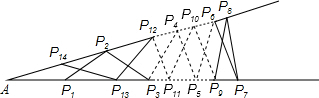 P₁₂ P₄ P₁₀ P₆ P₈
P₁₄ P₂
A P₁ P₁₃ P₃ P₁₁ P₅ P₉ P₇